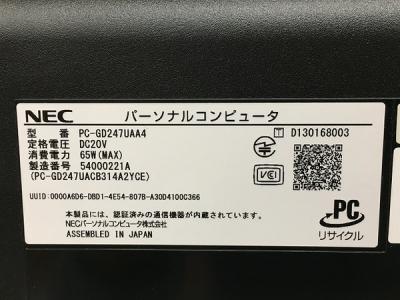 NEC パーソナルコンピュータ
型 番 PC-GD247UAA4
定格電圧 DC20V
消費電力 65W(MAX)
製造番号 54000221A
(PC-GD247UACB314A2YCE)
T D130168003
VCI
UUID:0000A6D6-DBD1-4E54-807B-A30D4100C366
本製品には、認証済みの通信機器が内蔵されています。
NECパーソナルコンピュータ株式会社
ASSEMBLED IN JAPAN
PC
リサイクル